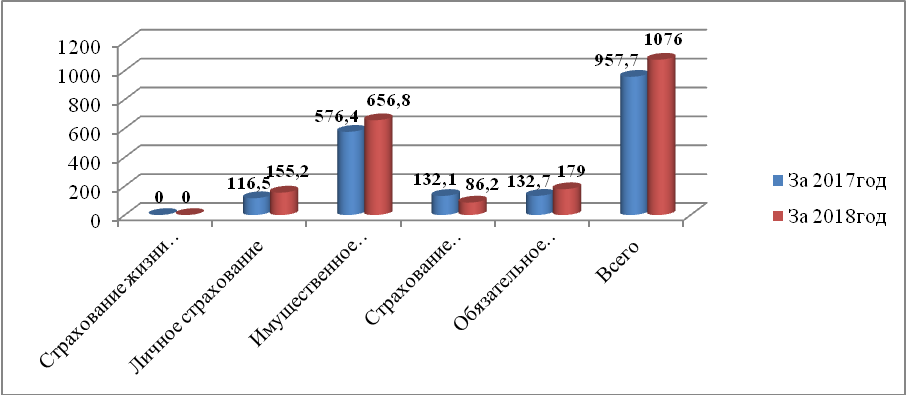 1200
1000
800
600
400
200
0
0 0
116,5 155,2
576,4 656,8
132,1 86,2
132,7 179
957,7 1076
Страхование жизни..
Личное страхование
Имущественное..
Страхование..
Обязательное..
Всего
За 2017год
За 2018год